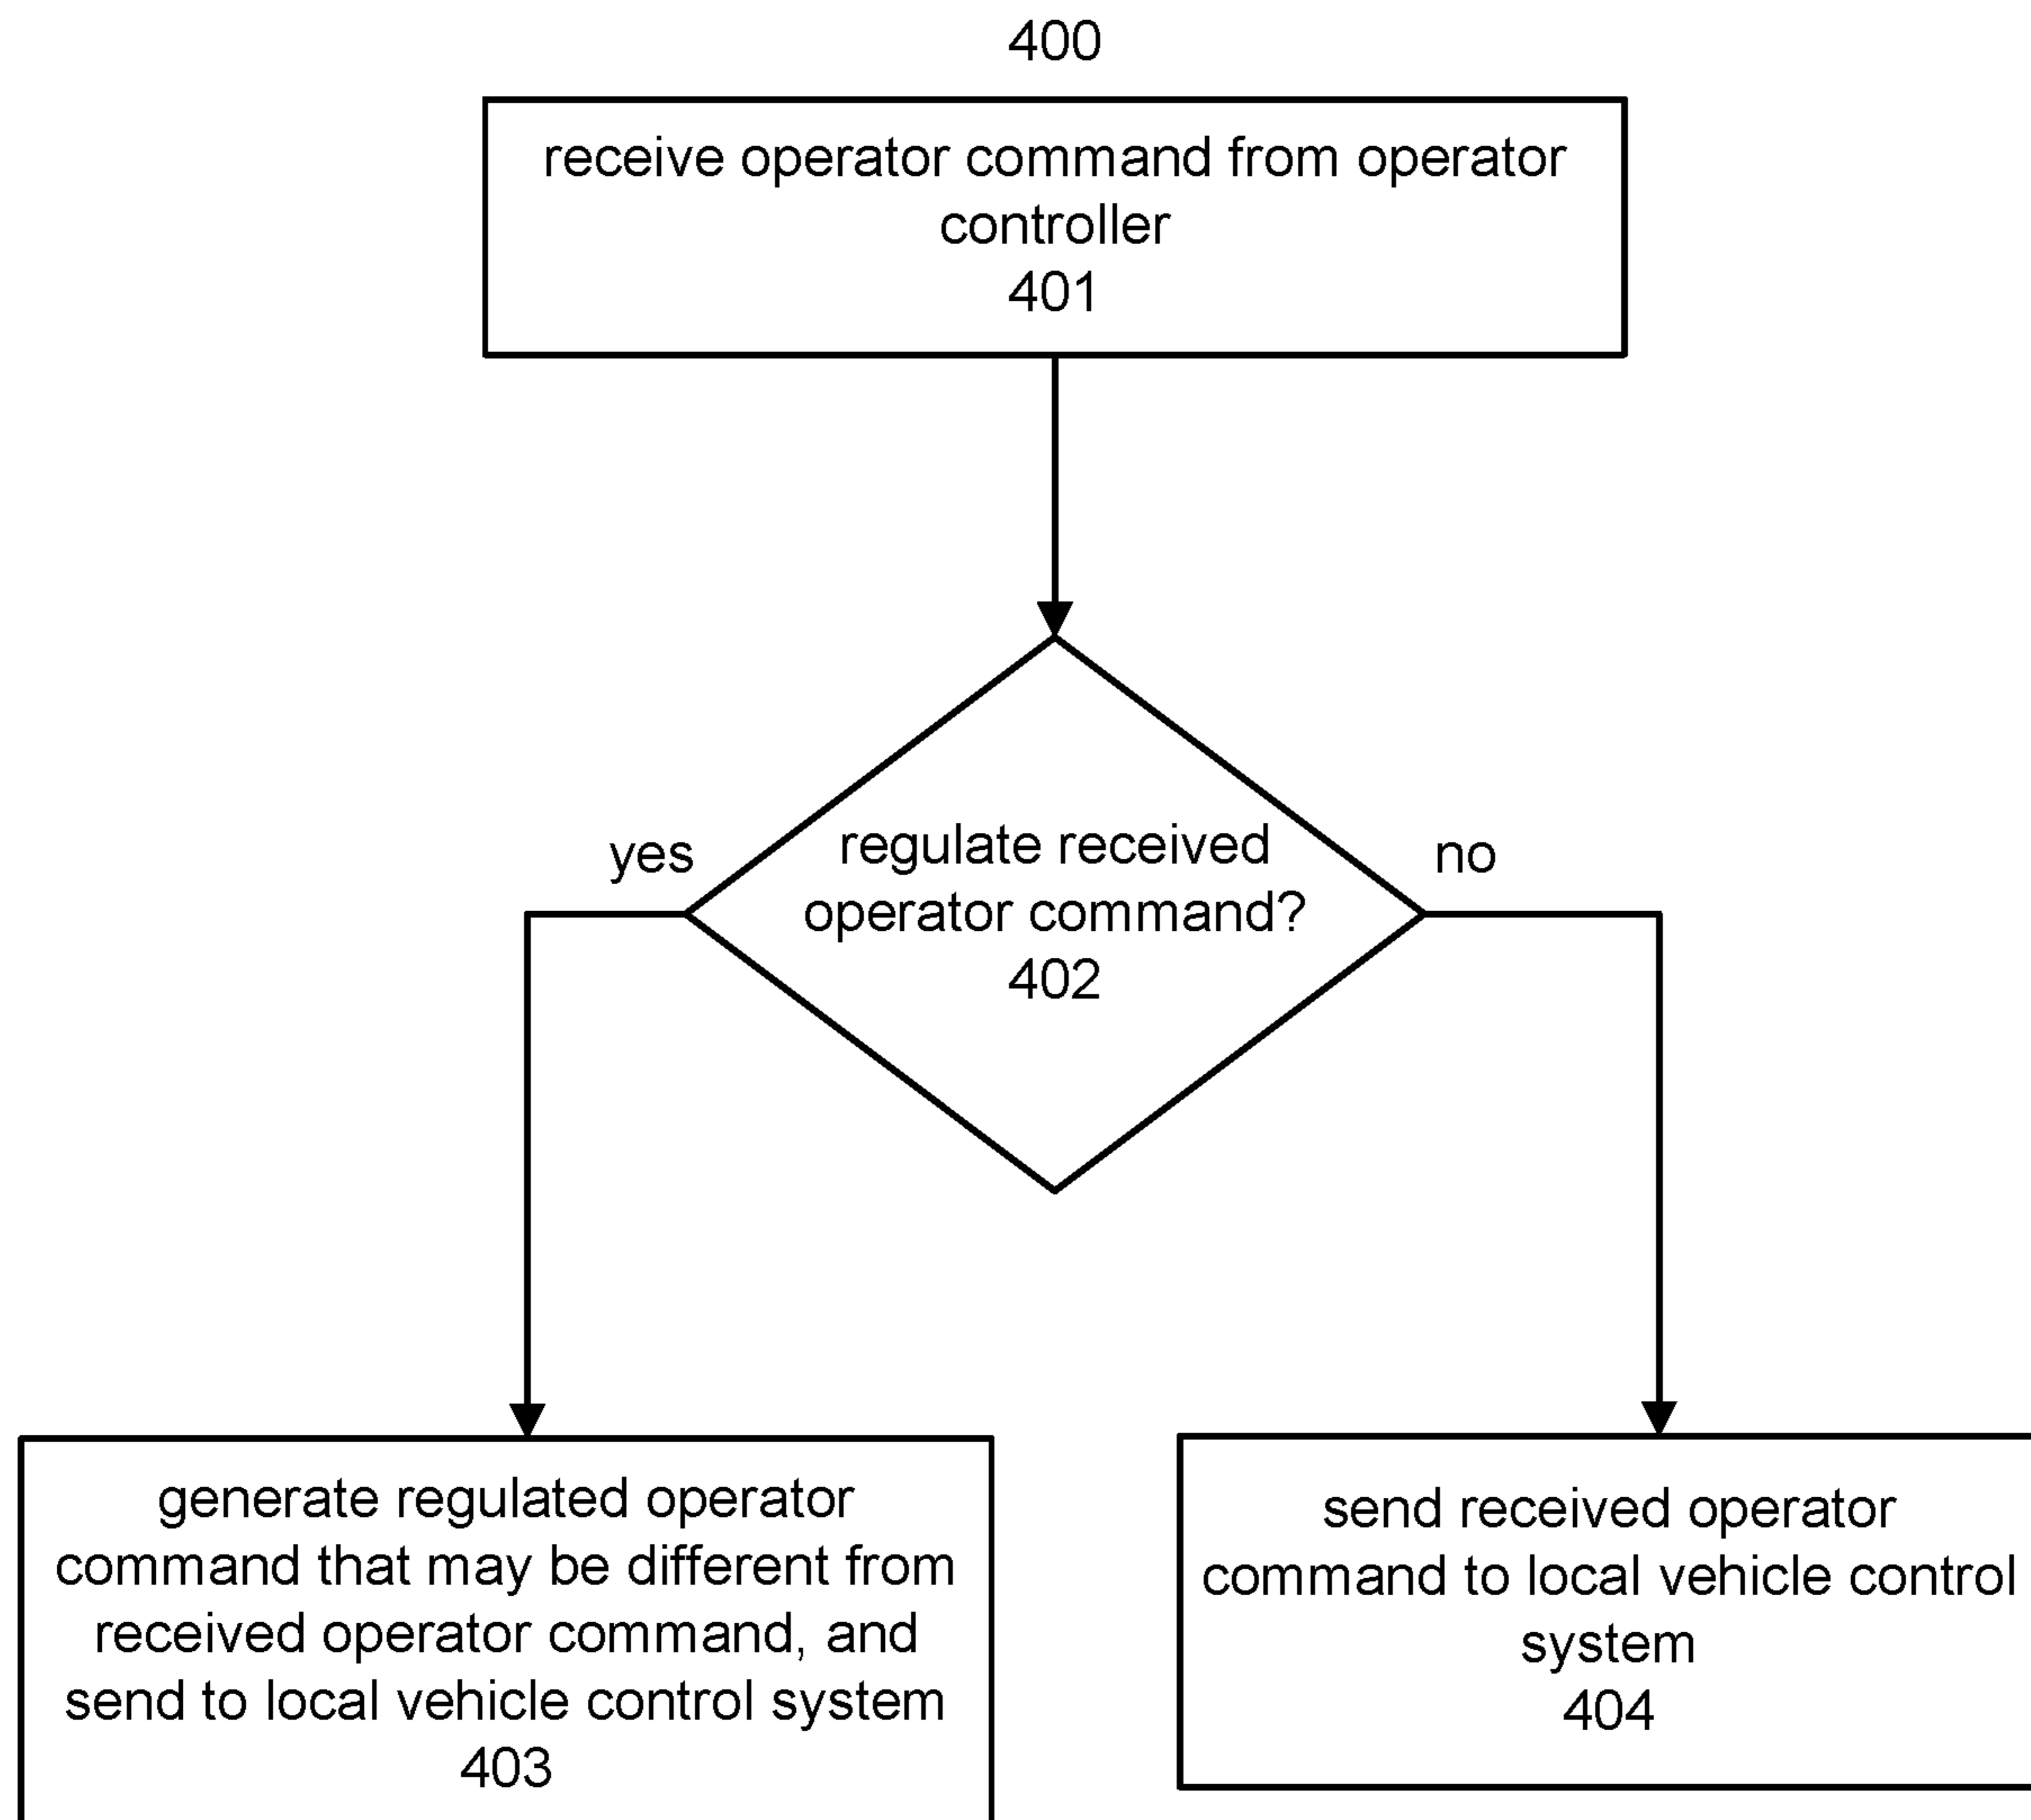 400
receive operator command from operator
controller
401
yes
regulate received
operator command?
402
no
generate regulated operator
command that may be different from
received operator command, and
send to local vehicle control system
403
send received operator
command to local vehicle control
system
404